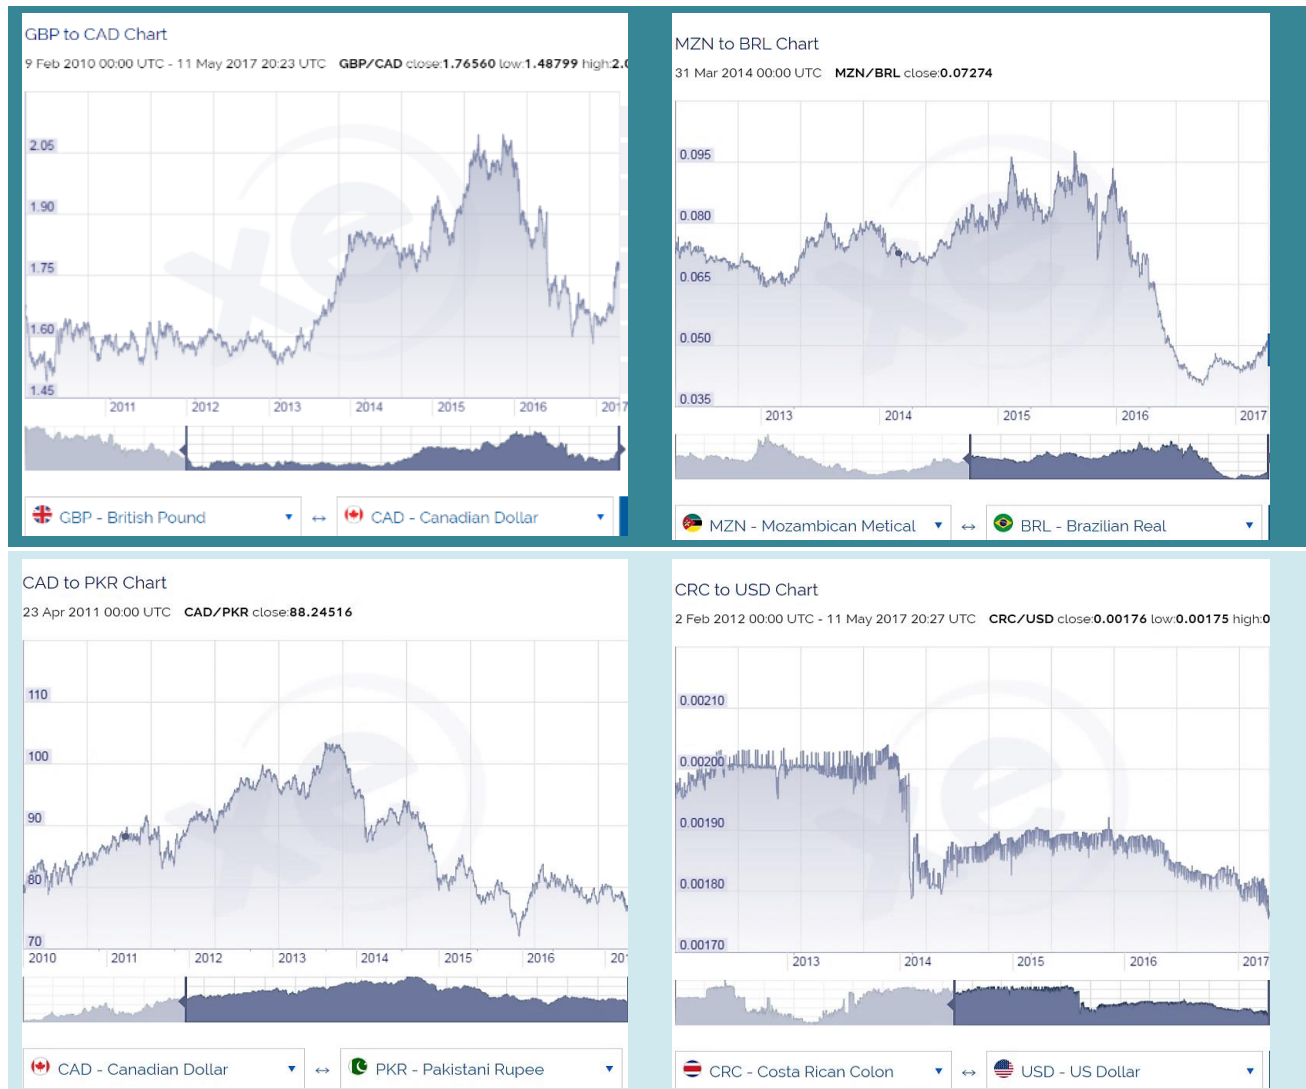 GBP to CAD Chart
9 Feb 2010 00:00 UTC - 11 May 2017 20:23 UTC GBP/CAD close:1.76560 low:1.48799 high:2.0
2.05
1.90
1.75
1.60
1.45
2011 2012 2013 2014 2015 2016 2017
xe
GBP - British Pound ▼ ↔ CAD - Canadian Dollar ▼
MZN to BRL Chart
31 Mar 2014 00:00 UTC MZN/BRL close:0.07274
0.095
0.080
0.065
0.050
0.035
2013 2014 2015 2016 2017
xe
MZN - Mozambican Metical ▼ ↔ BRL - Brazilian Real ▼
CAD to PKR Chart
23 Apr 2011 00:00 UTC CAD/PKR close:88.24516
110
100
90
80
70
2010 2011 2012 2013 2014 2015 2016 201
xe
CAD - Canadian Dollar ▼ ↔ PKR - Pakistani Rupee ▼
CRC to USD Chart
2 Feb 2012 00:00 UTC - 11 May 2017 20:27 UTC CRC/USD close:0.00176 low:0.00175 high:0
0.00210
0.00200
0.00190
0.00180
0.00170
2013 2014 2015 2016 2017
xe
CRC - Costa Rican Colon ▼ ↔ USD - US Dollar ▼